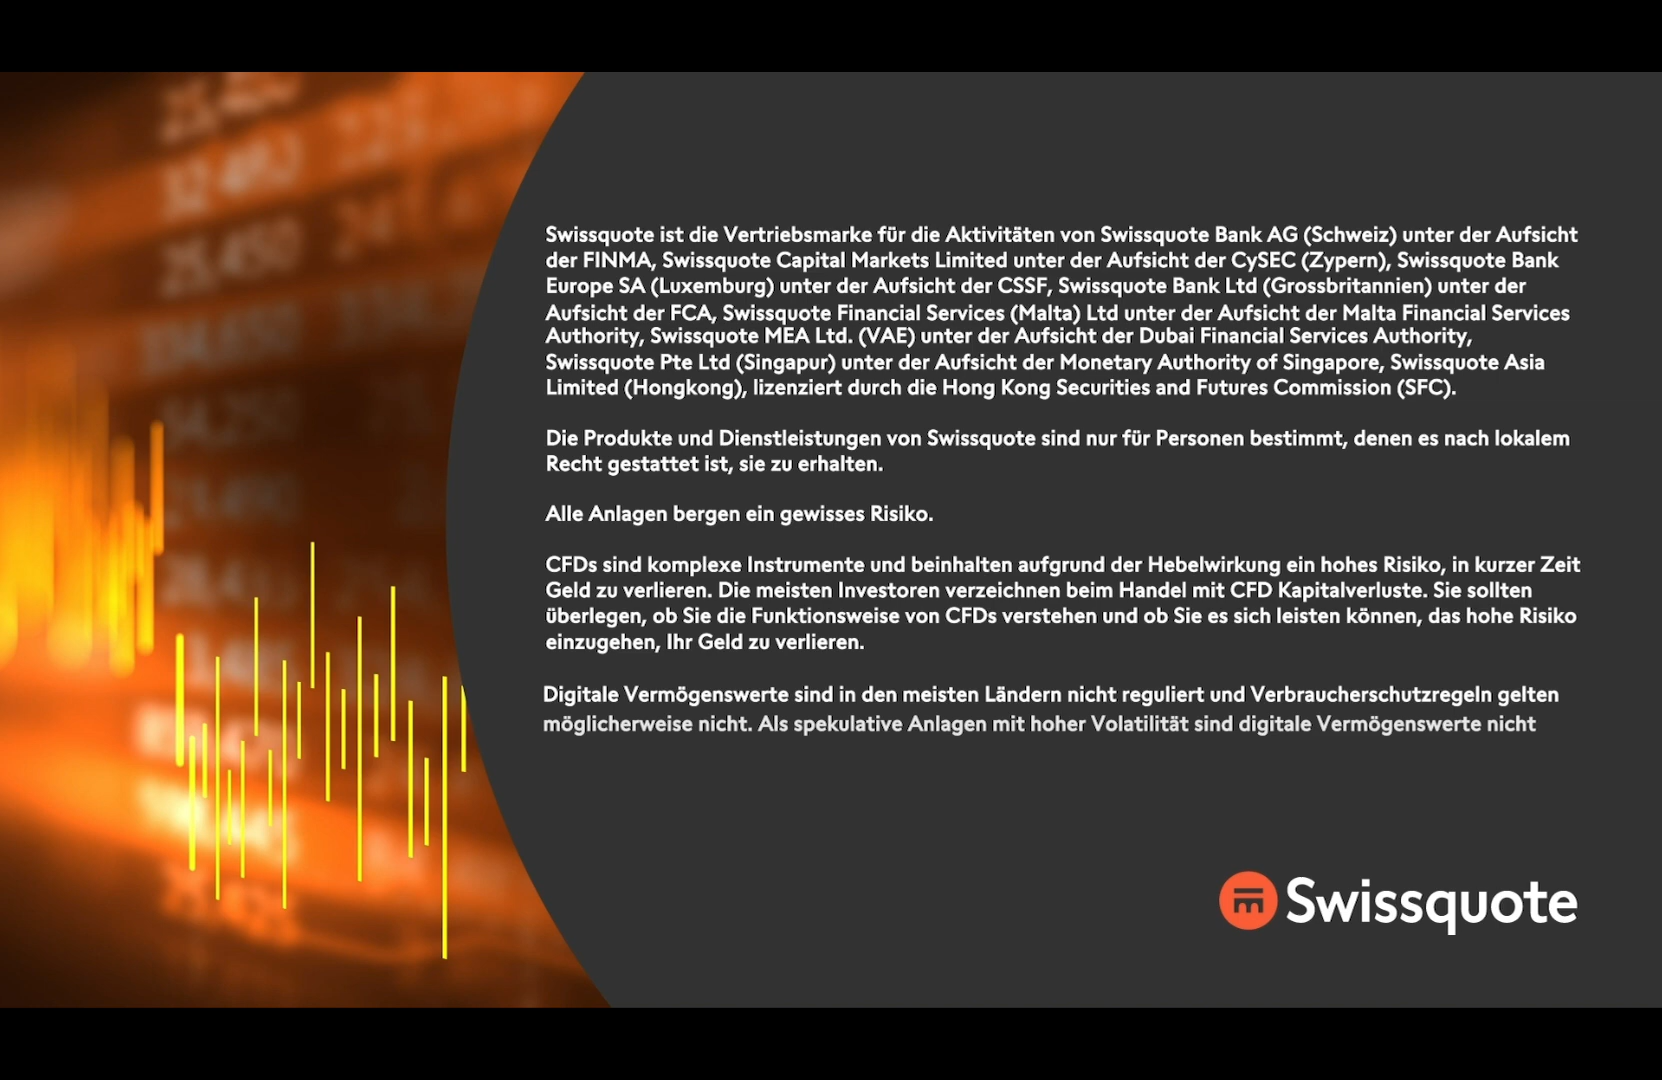 Swissquote ist die Vertriebsmarke für die Aktivitäten von Swissquote Bank AG (Schweiz) unter der Aufsicht
der FINMA, Swissquote Capital Markets Limited unter der Aufsicht der CySEC (Zypern), Swissquote Bank
Europe SA (Luxemburg) unter der Aufsicht der CSSF, Swissquote Bank Ltd (Grossbritannien) unter der
Aufsicht der FCA, Swissquote Financial Services (Malta) Ltd unter der Aufsicht der Malta Financial Services
Authority, Swissquote MEA Ltd. (VAE) unter der Aufsicht der Dubai Financial Services Authority,
Swissquote Pte Ltd (Singapur) unter der Aufsicht der Monetary Authority of Singapore, Swissquote Asia
Limited (Hongkong), lizenziert durch die Hong Kong Securities and Futures Commission (SFC).
Die Produkte und Dienstleistungen von Swissquote sind nur für Personen bestimmt, denen es nach lokalem
Recht gestattet ist, sie zu erhalten.
Alle Anlagen bergen ein gewisses Risiko.
CFDs sind komplexe Instrumente und beinhalten aufgrund der Hebelwirkung ein hohes Risiko, in kurzer Zeit
Geld zu verlieren. Die meisten Investoren verzeichnen beim Handel mit CFD Kapitalverluste. Sie sollten
überlegen, ob Sie die Funktionsweise von CFDs verstehen und ob Sie es sich leisten können, das hohe Risiko
einzugehen, Ihr Geld zu verlieren.
Digitale Vermögenswerte sind in den meisten Ländern nicht reguliert und Verbraucherschutzregeln gelten
möglicherweise nicht. Als spekulative Anlagen mit hoher Volatilität sind digitale Vermögenswerte nicht
Swissquote